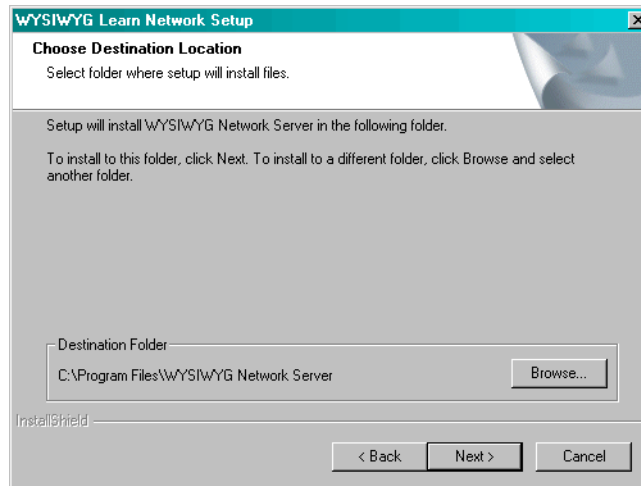 WYSIWYG Learn Network Setup
Choose Destination Location
Select folder where setup will install files.
Setup will install WYSIWYG Network Server in the following folder.
To install to this folder, click Next. To install to a different folder, click Browse and select
another folder.
Destination Folder
C:\Program Files\WYSIWYG Network Server
Browse...
InstallShield
< Back
Next >
Cancel